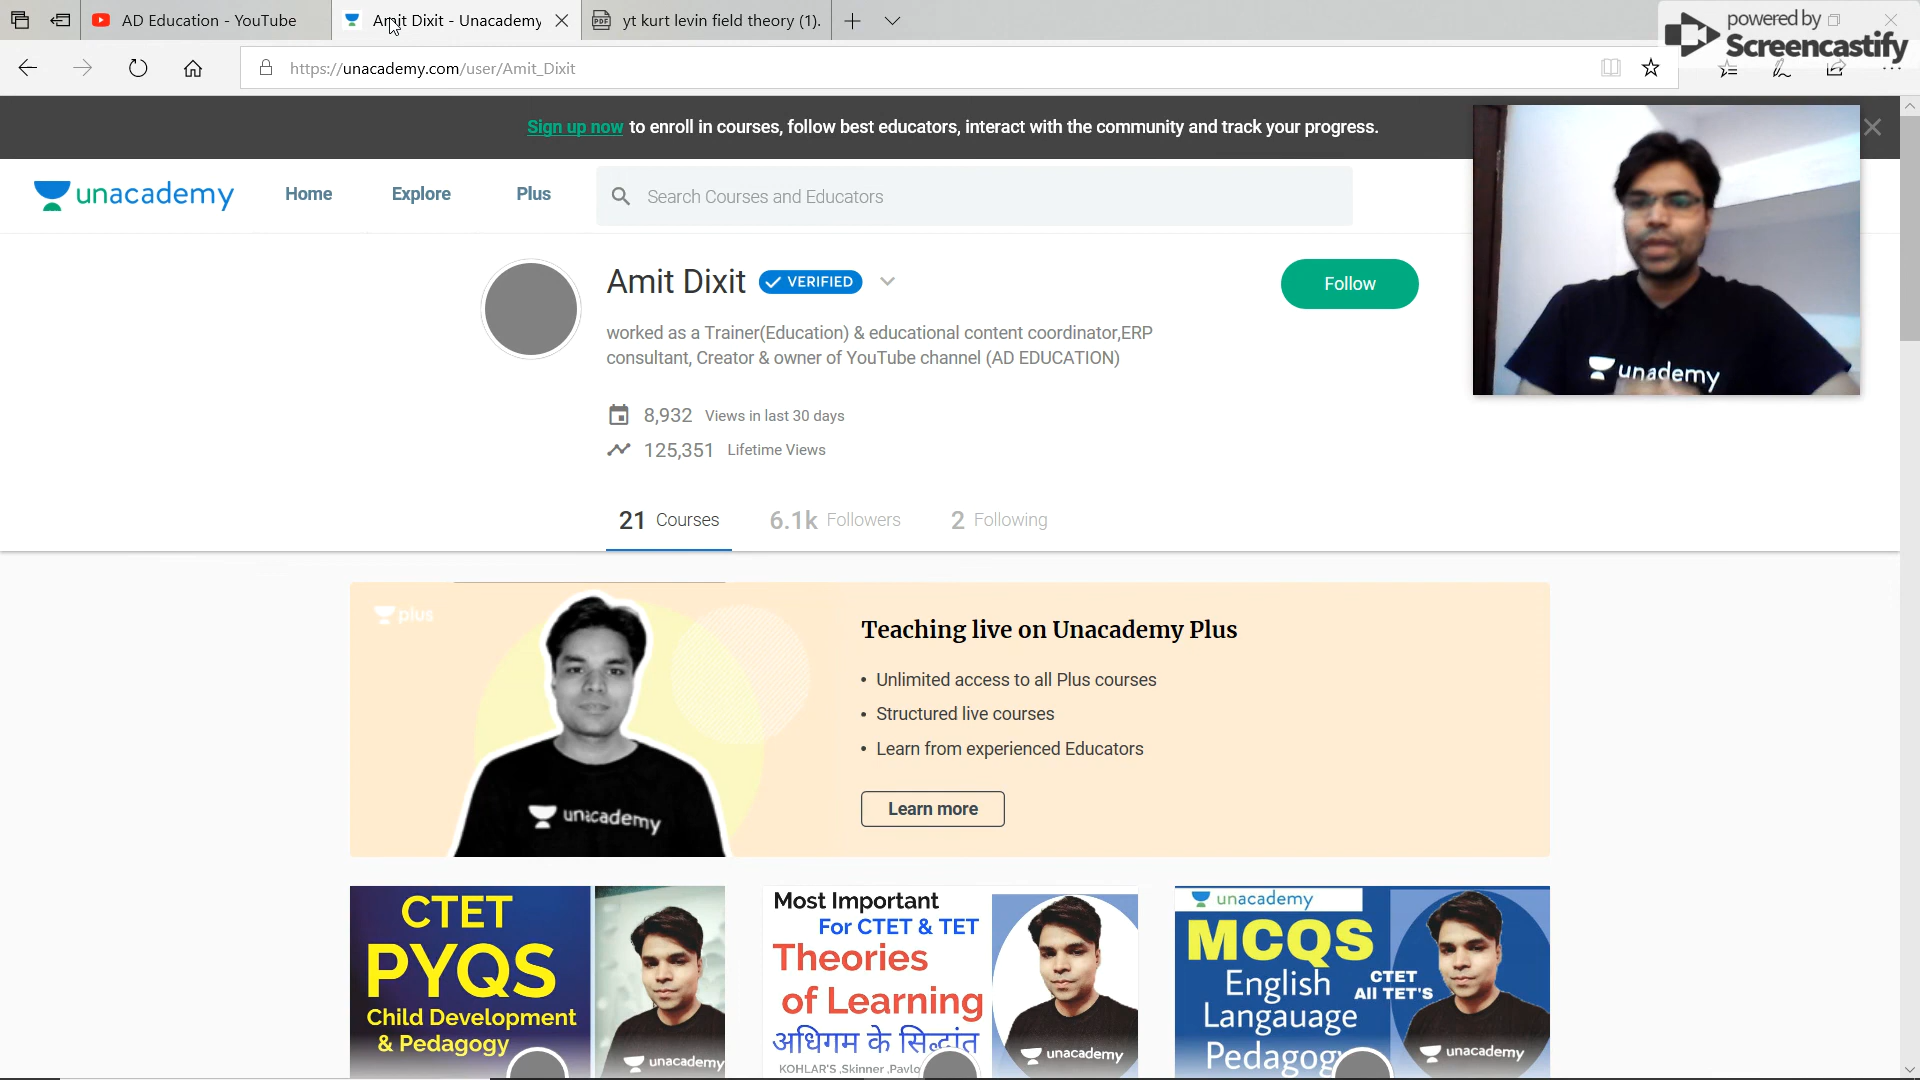 AD Education - YouTube
Amit Dixit - Unacademy
yt kurt levin field theory (1).
powered by
Screencastify
https://unacademy.com/user/Amit_Dixit
Sign up now to enroll in courses, follow best educators, interact with the community and track your progress.
unacademy
Home
Explore
Plus
Search Courses and Educators
Amit Dixit
VERIFIED
Follow
worked as a Trainer(Education) & educational content coordinator,ERP
consultant, Creator & owner of YouTube channel (AD EDUCATION)
unademy
8,932 Views in last 30 days
125,351 Lifetime Views
21 Courses
6.1k Followers
2 Following
plus
Teaching live on Unacademy Plus
• Unlimited access to all Plus courses
• Structured live courses
• Learn from experienced Educators
Learn more
unacademy
CTET
PYQS
Child Development
& Pedagogy
unacademy
Most Important
For CTET & TET
Theories
of Learning
अधिगम के सिद्धांत
KOHLAR'S ,Skinner ,Pavlo
unacademy
unacademy
MCQS
English
Langauage
Pedagogy
CTET
All TET'S
unacademy